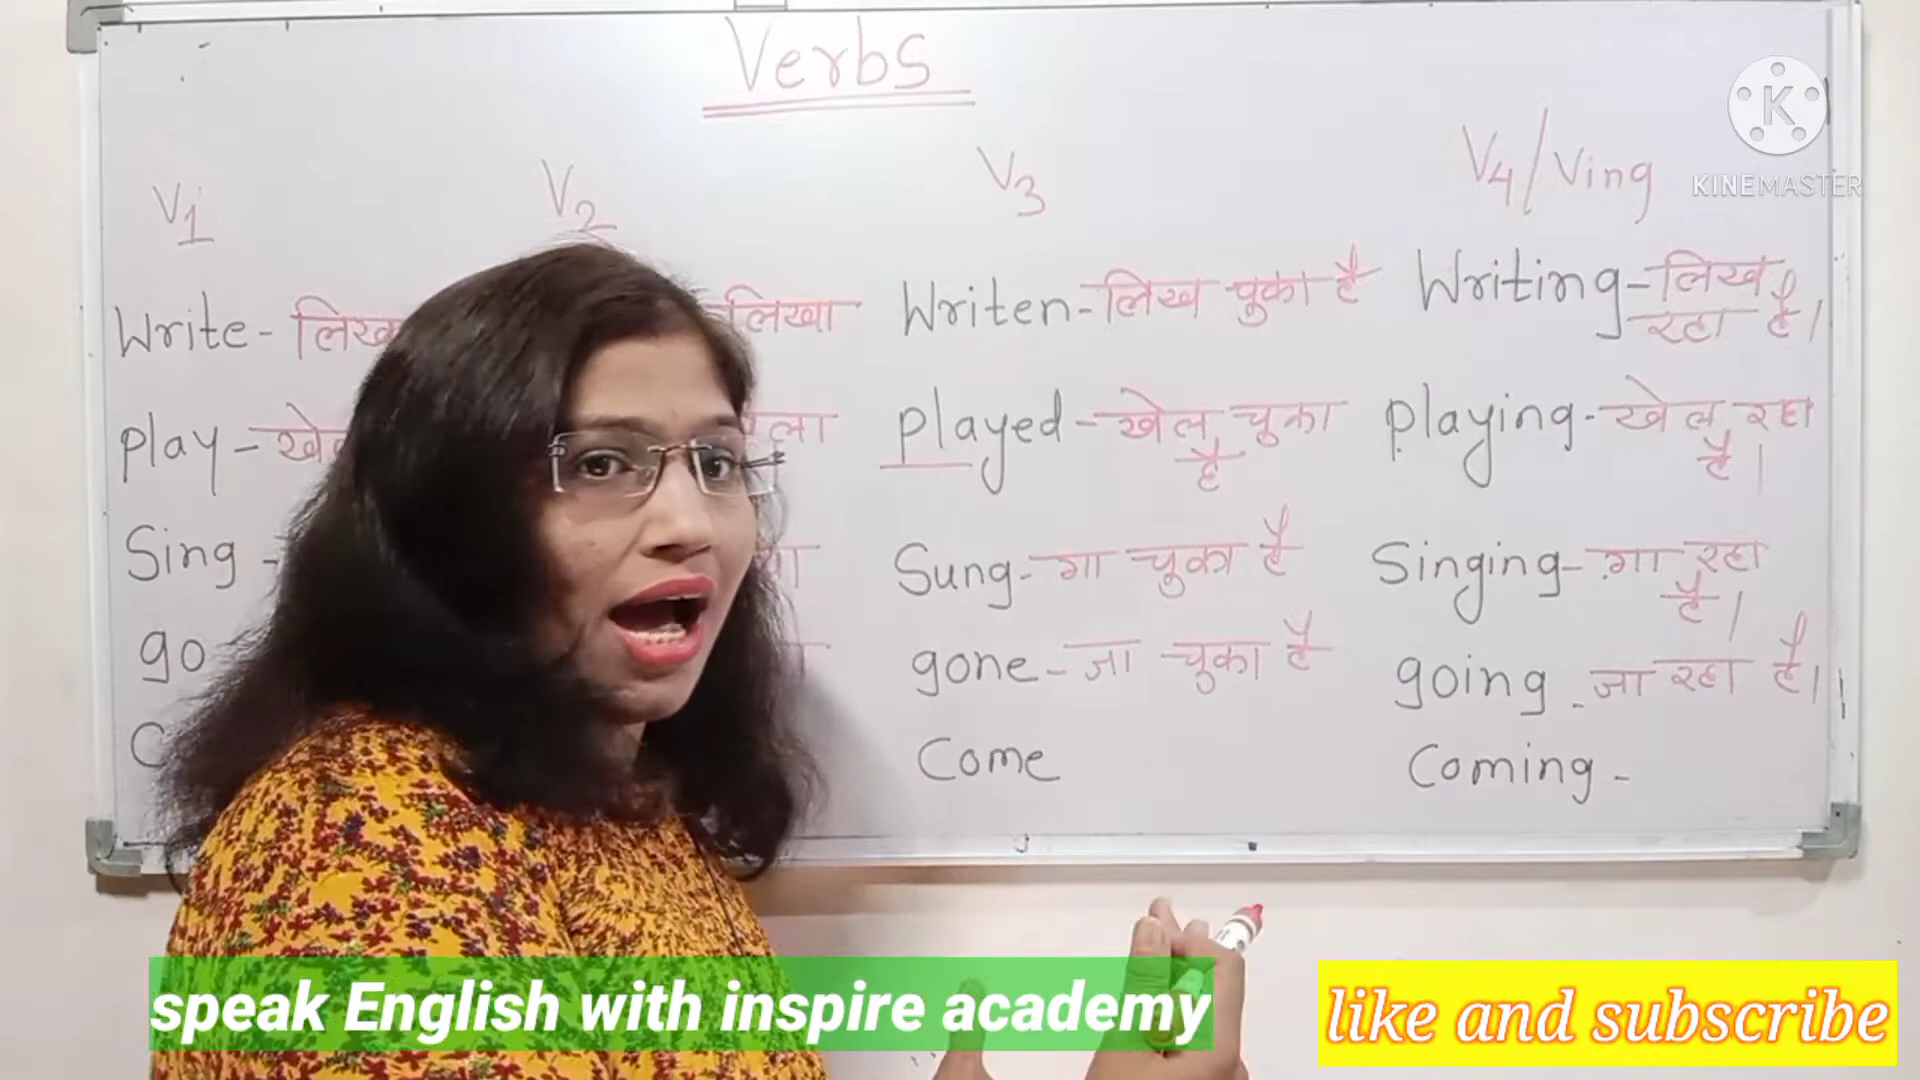 Verbs
V1 V2 V3 V4/Ving
K
KINEMASTER
Write - लिख लिखा Writen - लिख चुका है Writing - लिख
रहा है।
Play - खेल played - खेल चुका playing - खेल रहा
है है।
Sing - Sung - गा चुका है Singing - गा रहा
है।
go gone - जा चुका है going - जा रहा है।
Come Coming -
speak English with inspire academy
like and subscribe